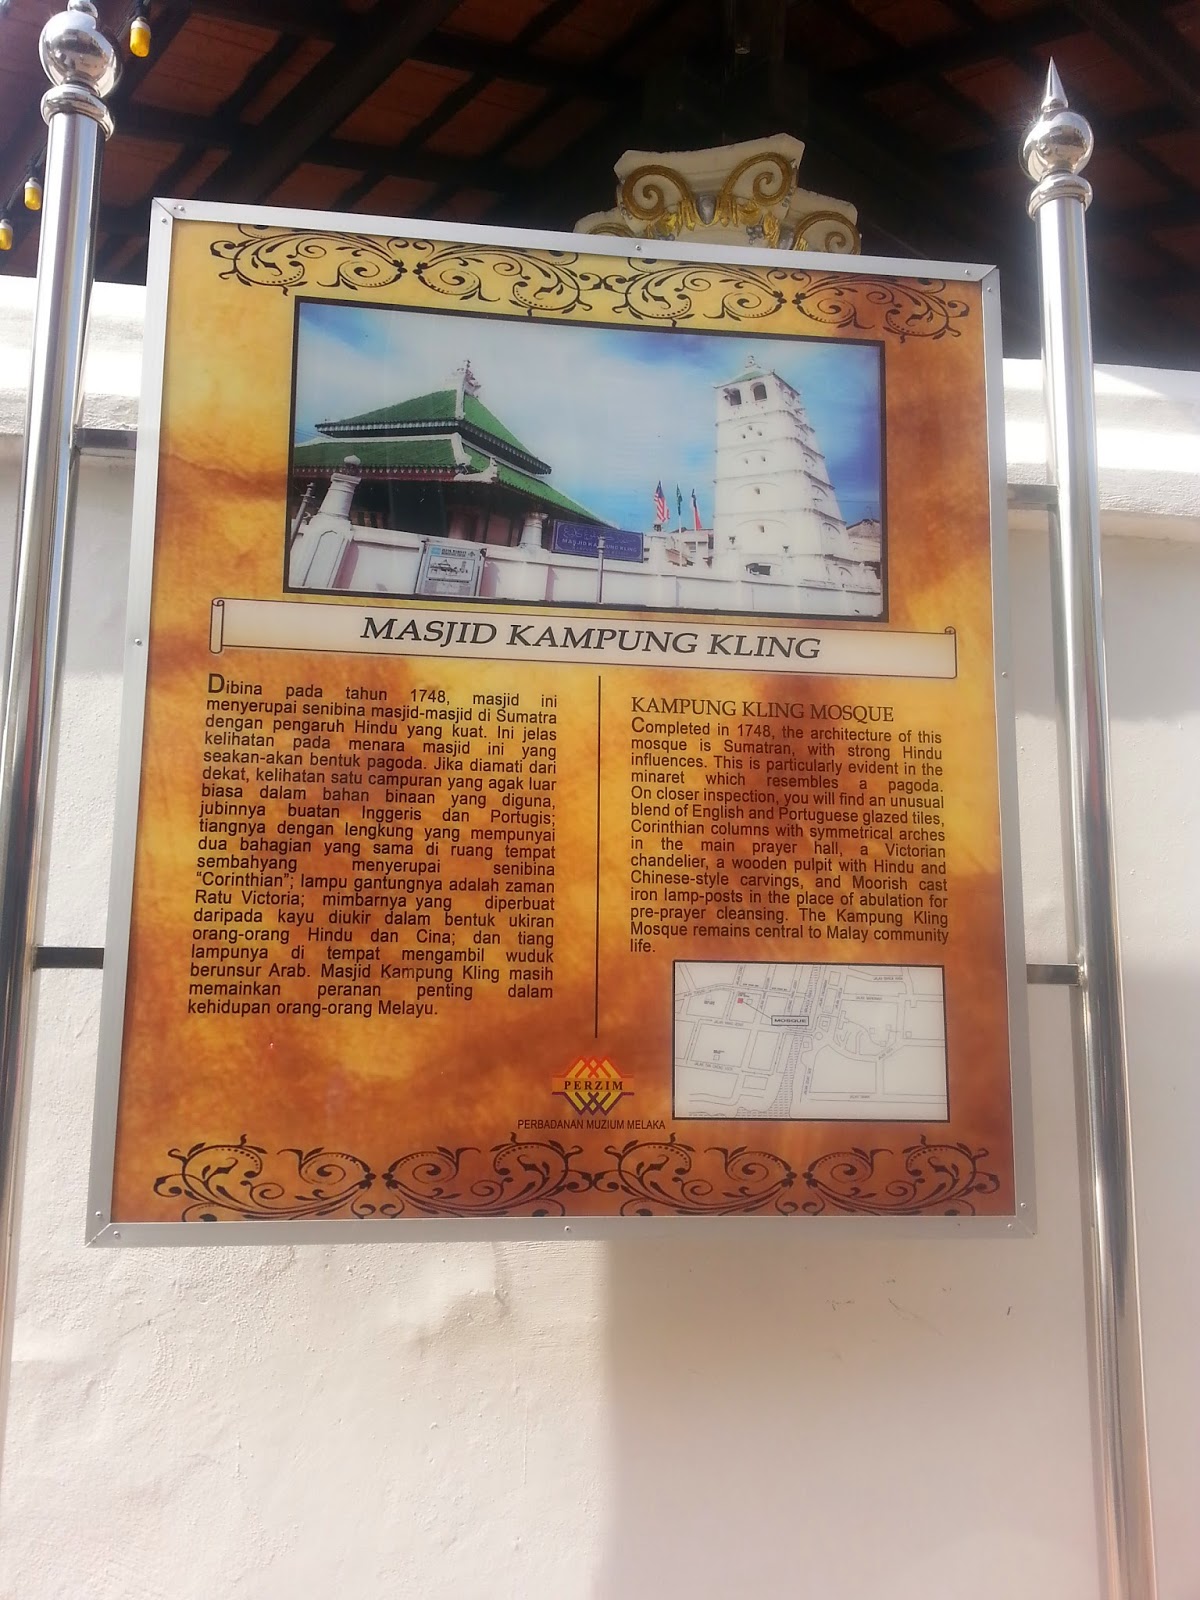 MASJID KAMPUNG KLING
MASJID KAMPUNG KLING
Dibina pada tahun 1748, masjid ini
menyerupai senibina masjid-masjid di Sumatra
dengan pengaruh Hindu yang kuat. Ini jelas
kelihatan pada menara masjid ini yang
seakan-akan bentuk pagoda. Jika diamati dari
dekat, kelihatan satu campuran yang agak luar
biasa dalam bahan binaan yang diguna,
jubinnya buatan Inggeris dan Portugis;
tiangnya dengan lengkung yang mempunyai
dua bahagian yang sama di ruang tempat
sembahyang menyerupai senibina
"Corinthian"; lampu gantungnya adalah zaman
Ratu Victoria; mimbarnya yang diperbuat
daripada kayu diukir dalam bentuk ukiran
orang-orang Hindu dan Cina; dan tiang
lampunya di tempat mengambil wuduk
berunsur Arab. Masjid Kampung Kling masih
memainkan peranan penting dalam
kehidupan orang-orang Melayu.
KAMPUNG KLING MOSQUE
Completed in 1748, the architecture of this
mosque is Sumatran, with strong Hindu
influences. This is particularly evident in the
minaret which resembles a pagoda.
On closer inspection, you will find an unusual
blend of English and Portuguese glazed tiles,
Corinthian columns with symmetrical arches
in the main prayer hall, a Victorian
chandelier, a wooden pulpit with Hindu and
Chinese-style carvings, and Moorish cast
iron lamp-posts in the place of abulation for
pre-prayer cleansing. The Kampung Kling
Mosque remains central to Malay community
life.
MOSQUE
PERZIM
PERBADANAN MUZIUM MELAKA